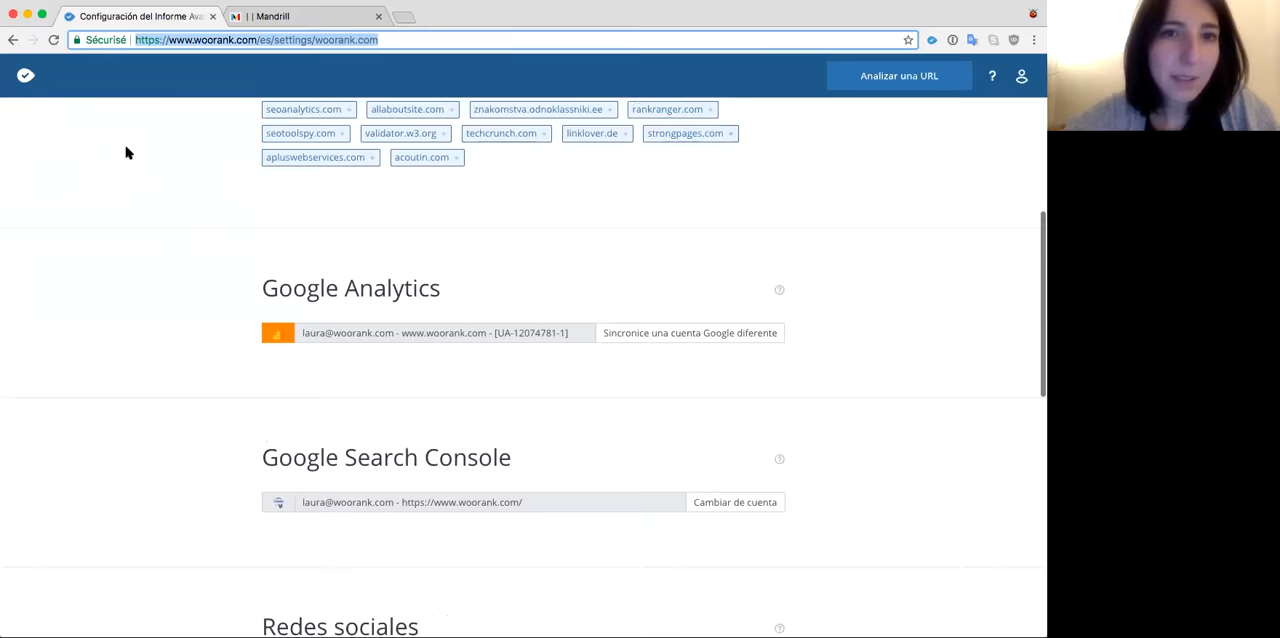 Configuración del Informe Ava
| | Mandrill
Sécurisé https://www.woorank.com/es/settings/woorank.com
Analizar una URL ?
seoanalytics.com + allaboutsite.com + znakomstva.odnoklassniki.ee + rankranger.com +
seotoolspy.com + validator.w3.org + techcrunch.com + linklover.de + strongpages.com +
apluswebservices.com + acoutin.com +
Google Analytics ?
laura@woorank.com - www.woorank.com - [UA-12074781-1] Sincronice una cuenta Google diferente
Google Search Console ?
laura@woorank.com - https://www.woorank.com/ Cambiar de cuenta
Redes sociales ?